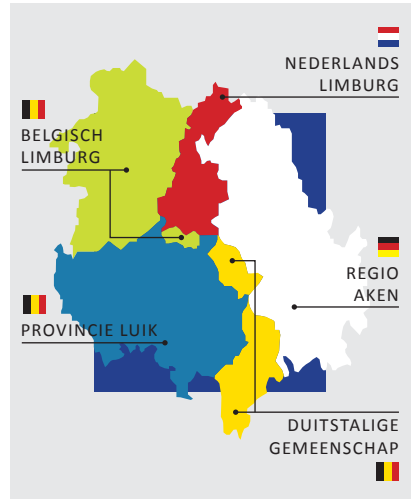 NEDERLANDS
LIMBURG
BELGISCH
LIMBURG
REGIO
AKEN
PROVINCIE LUIK
DUITSTALIGE
GEMEENSCHAP